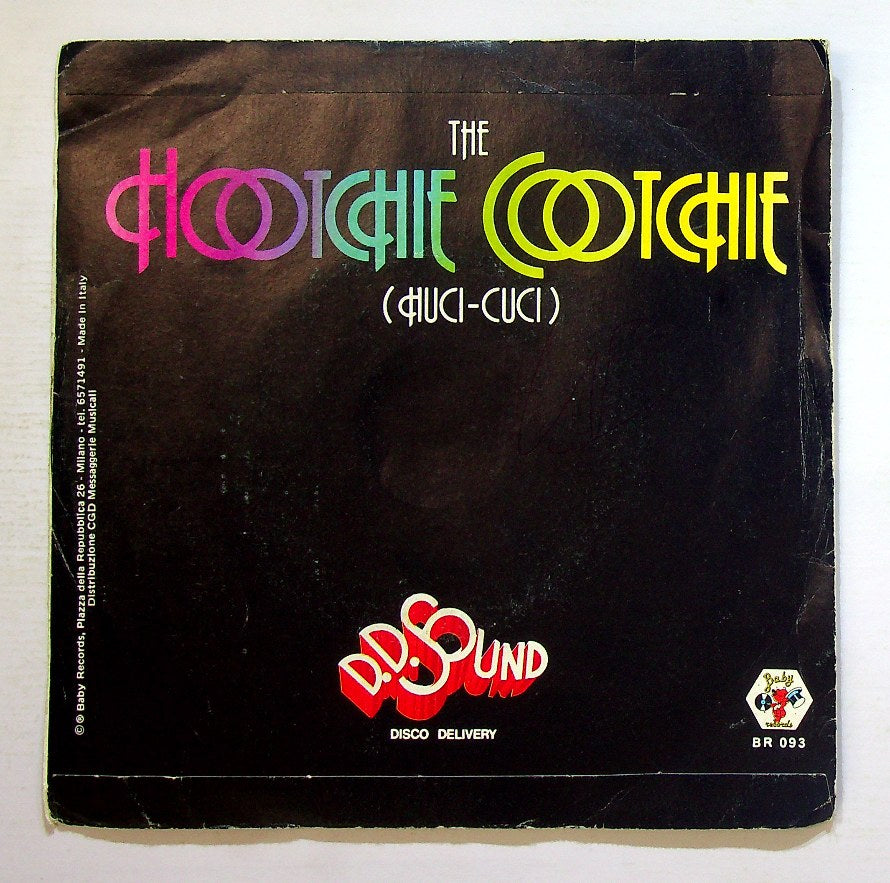 THE
HOOTCHIE COOTCHIE
(HUCI-CUCI)
©℗ Baby Records, Piazza della Repubblica 26 - Milano - tel. 6571491 - Made in Italy
Distribuzione CGD Messaggerie Musicali
D.D.SOUND
DISCO DELIVERY
Baby
records
BR 093